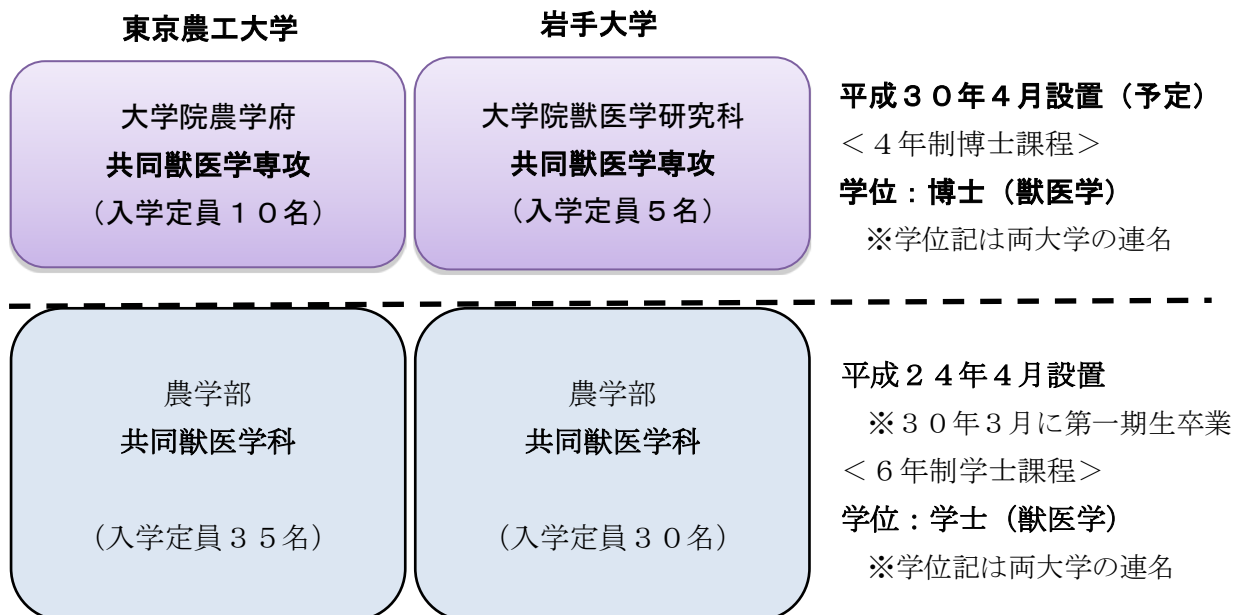 東京農工大学
岩手大学
大学院農学府
共同獣医学専攻
（入学定員１０名）
大学院獣医学研究科
共同獣医学専攻
（入学定員５名）
平成３０年４月設置（予定）
＜４年制博士課程＞
学位：博士（獣医学）
※学位記は両大学の連名
農学部
共同獣医学科
（入学定員３５名）
農学部
共同獣医学科
（入学定員３０名）
平成２４年４月設置
※３０年３月に第一期生卒業
＜６年制学士課程＞
学位：学士（獣医学）
※学位記は両大学の連名